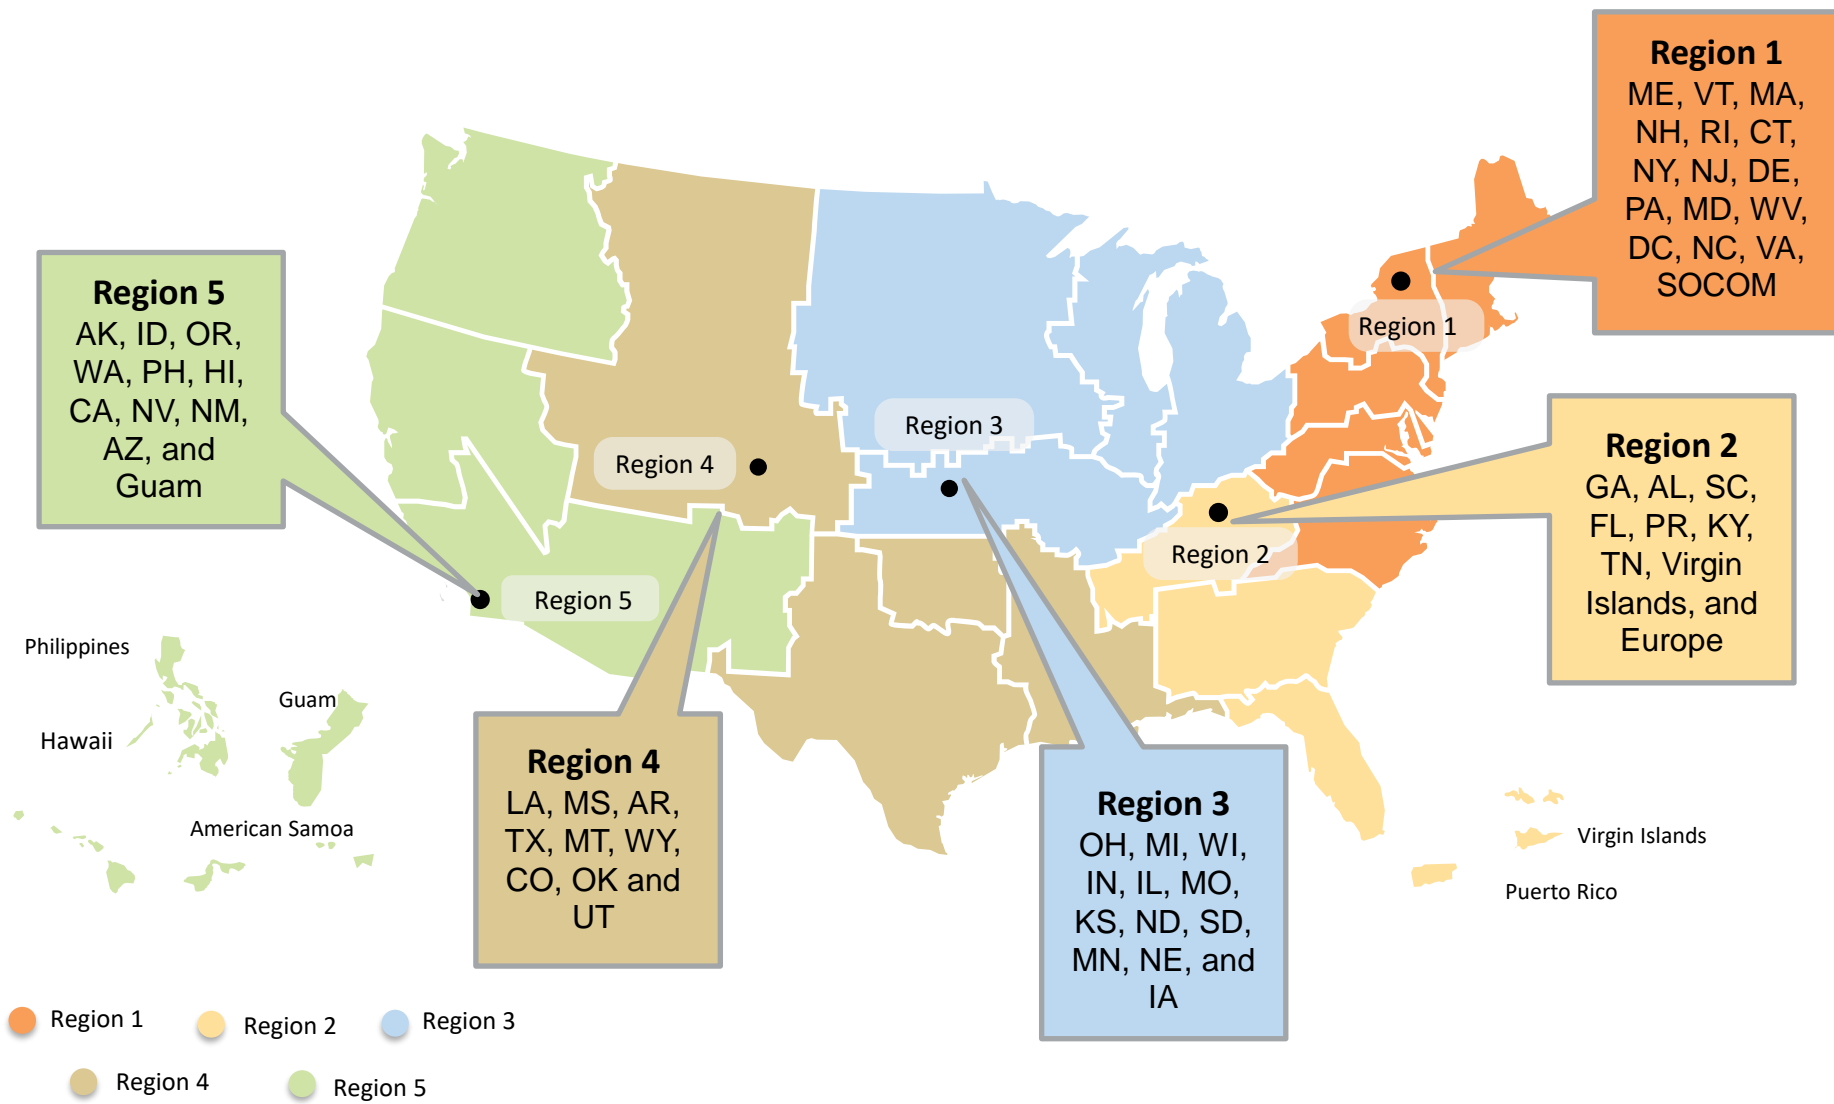 Region 1
ME, VT, MA,
NH, RI, CT,
NY, NJ, DE,
PA, MD, WV,
DC, NC, VA,
SOCOM
Region 5
AK, ID, OR,
WA, PH, HI,
CA, NV, NM,
AZ, and
Guam
Region 1
Region 3
Region 4
Region 2
GA, AL, SC,
FL, PR, KY,
TN, Virgin
Islands, and
Europe
Region 2
Region 5
Philippines
Guam
Hawaii
American Samoa
Region 4
LA, MS, AR,
TX, MT, WY,
CO, OK and
UT
Region 3
OH, MI, WI,
IN, IL, MO,
KS, ND, SD,
MN, NE, and
IA
Virgin Islands
Puerto Rico
Region 1
Region 2
Region 3
Region 4
Region 5